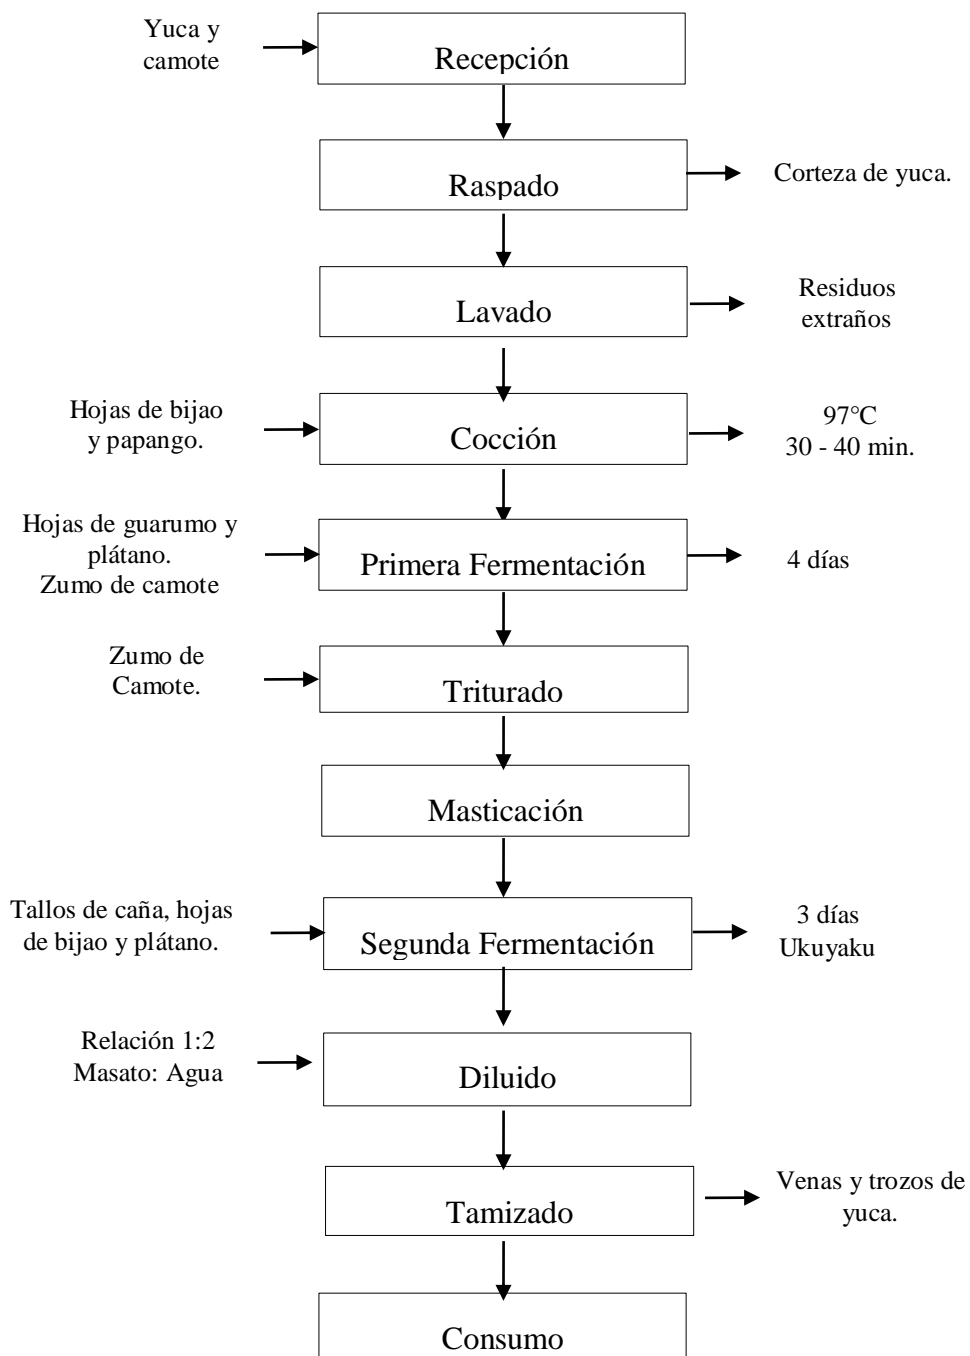 Yuca y
camote
Recepción
Raspado
Corteza de yuca.
Lavado
Residuos
extraños
Hojas de bijao
y papango.
Cocción
97°C
30 - 40 min.
Hojas de guarumo y
plátano.
Zumo de camote
Primera Fermentación
4 días
Zumo de
Camote.
Triturado
Masticación
Tallos de caña, hojas
de bijao y plátano.
Segunda Fermentación
3 días
Ukuyaku
Relación 1:2
Masato: Agua
Diluido
Tamizado
Venas y trozos de
yuca.
Consumo